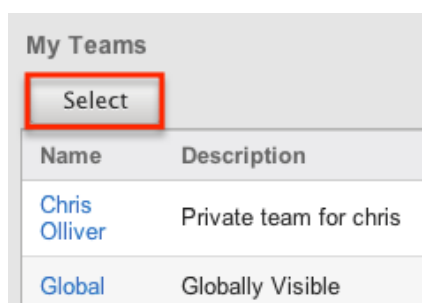 My Teams
Select
Name Description
Chris
Olliver Private team for chris
Global Globally Visible